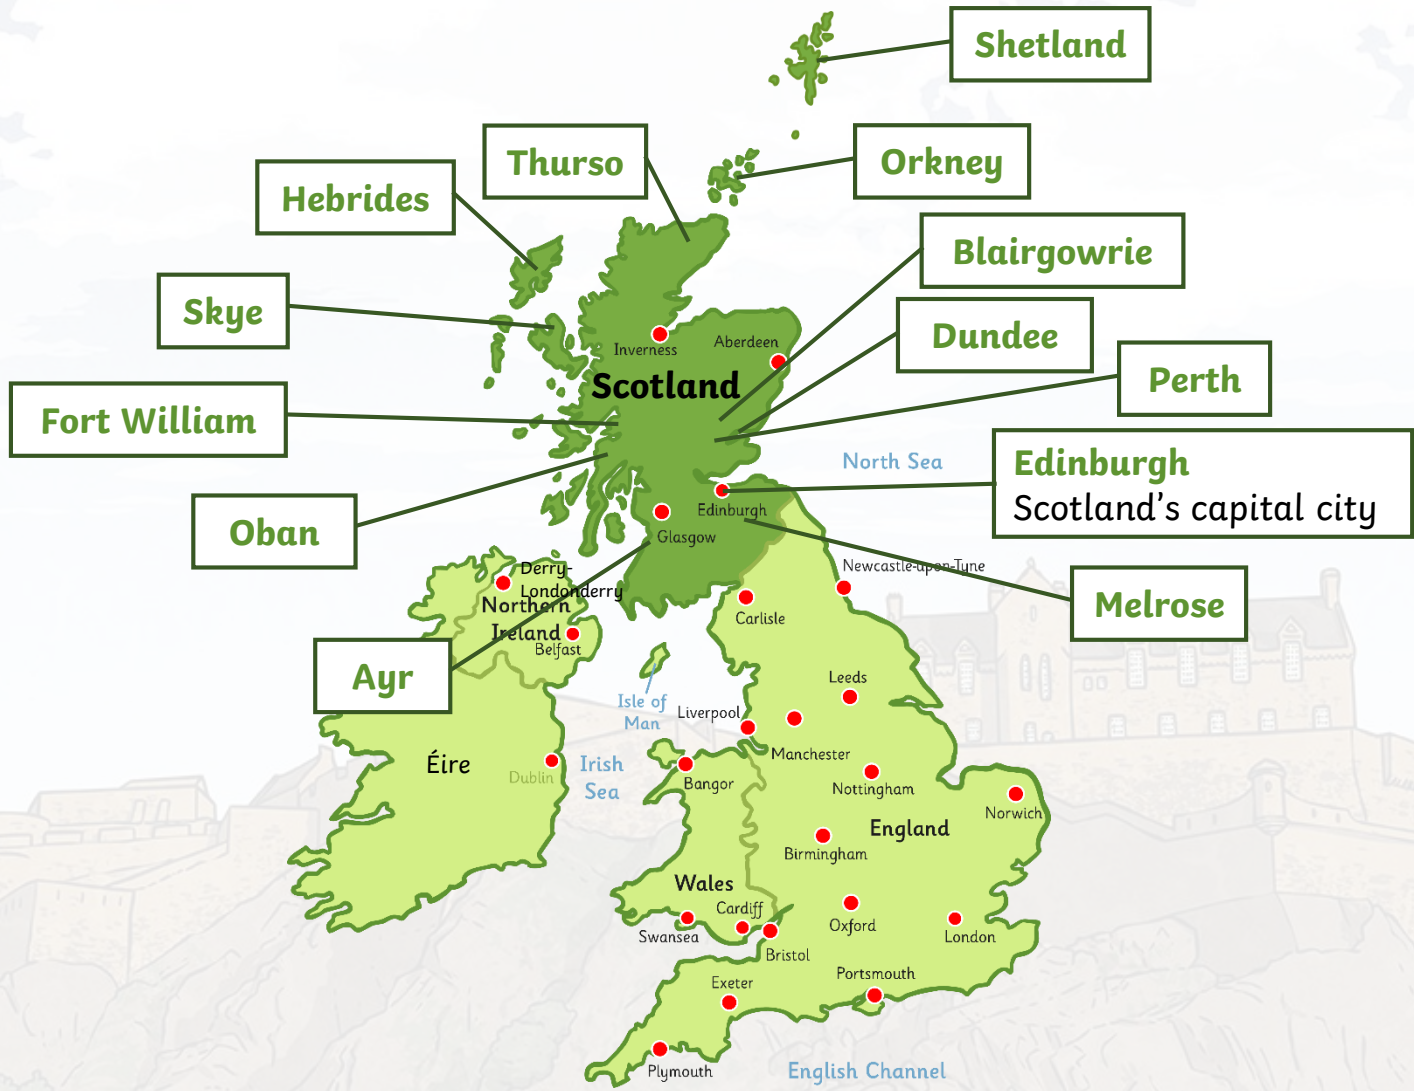 Shetland
Thurso
Orkney
Hebrides
Blairgowrie
Skye
Dundee
Inverness
Aberdeen
Scotland
Perth
Fort William
North Sea
Edinburgh
Scotland's capital city
Oban
Edinburgh
Glasgow
Derry-
Londonderry
Newcastle-upon-Tyne
Northern
Ireland
Melrose
Carlisle
Belfast
Ayr
Leeds
Isle of
Man
Liverpool
Manchester
Éire
Dublin
Irish
Sea
Bangor
Nottingham
Norwich
England
Birmingham
Wales
Cardiff
Swansea
Oxford
London
Bristol
Portsmouth
Exeter
Plymouth
English Channel